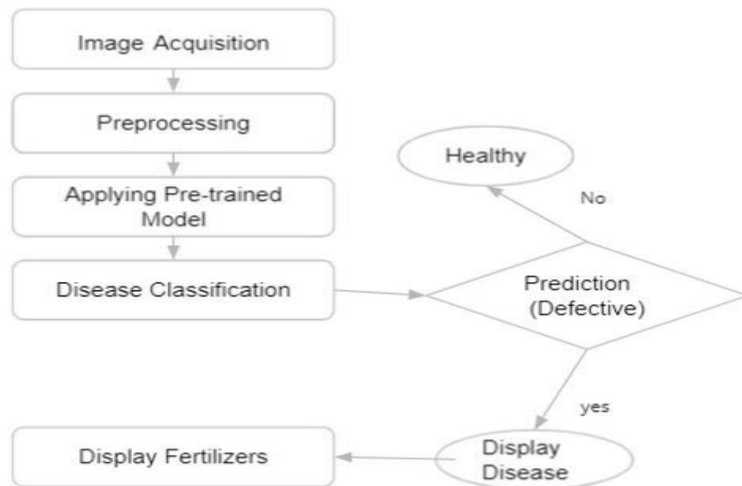 Image Acquisition
Preprocessing
Applying Pre-trained
Model
Disease Classification
Prediction
(Defective)
No
Healthy
yes
Display
Disease
Display Fertilizers